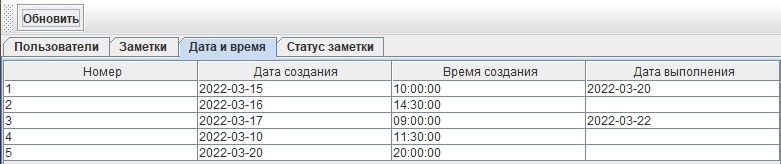 Обновить
Пользователи Заметки Дата и время Статус заметки
Номер Дата создания Время создания Дата выполнения
1 2022-03-15 10:00:00 2022-03-20
2 2022-03-16 14:30:00
3 2022-03-17 09:00:00 2022-03-22
4 2022-03-10 11:30:00
5 2022-03-20 20:00:00